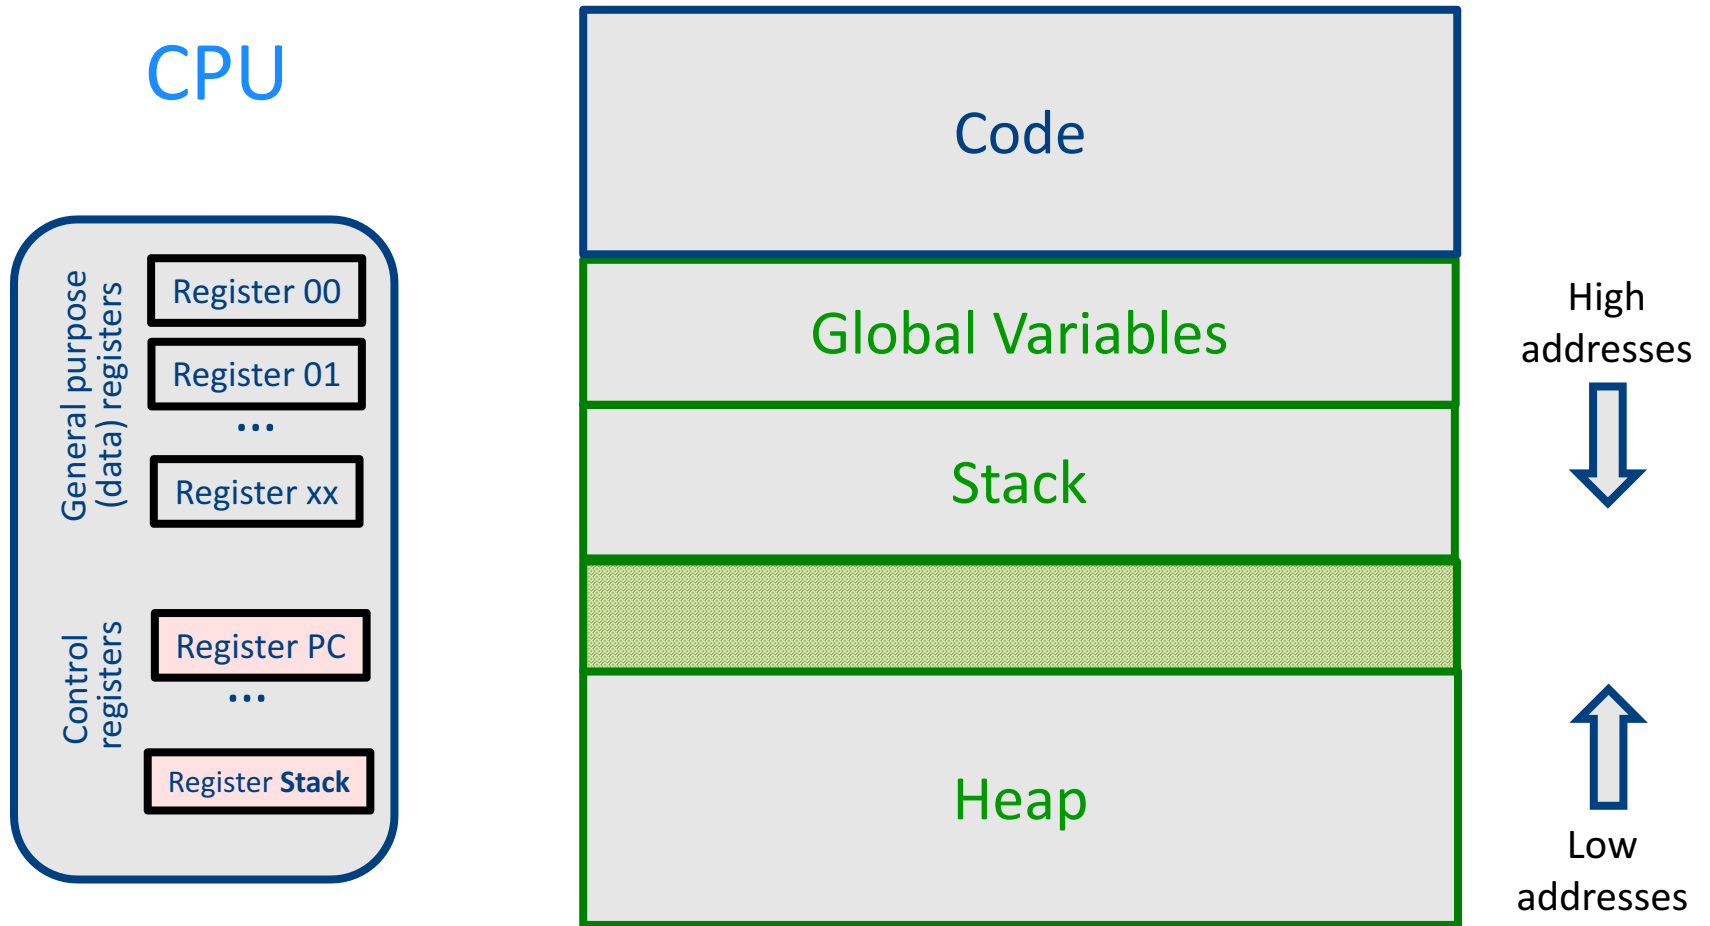 CPU
General purpose
(data) registers
Register 00
Register 01
...
Register xx
Control
registers
Register PC
...
Register Stack
Code
Global Variables
Stack
Heap
High
addresses
Low
addresses